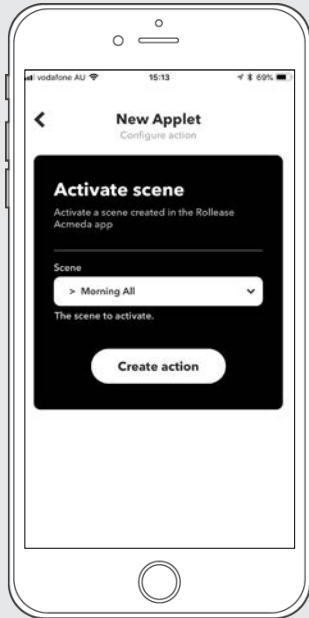 vodafone AU 15:13 69%
New Applet
Configure action
Activate scene
Activate a scene created in the Rollease
Acmeda app
Scene
> Morning All
The scene to activate.
Create action